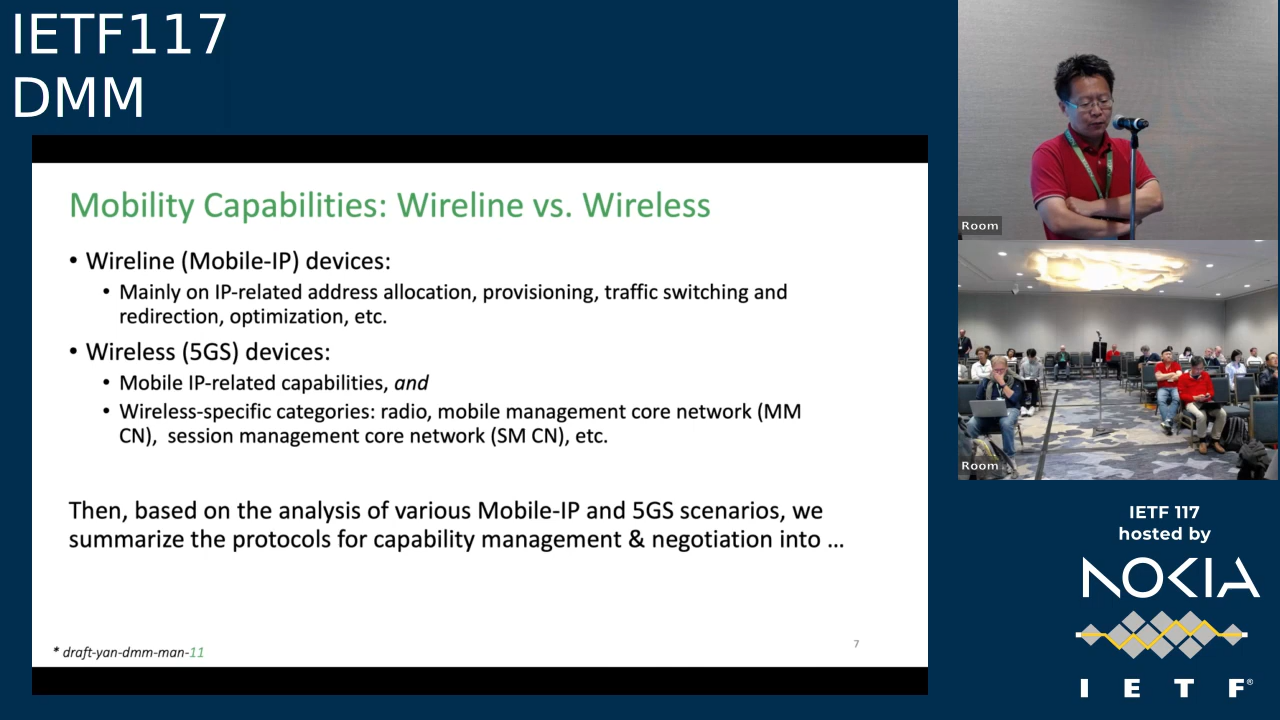 IETF117
DMM
Mobility Capabilities: Wireline vs. Wireless
• Wireline (Mobile-IP) devices:
• Mainly on IP-related address allocation, provisioning, traffic switching and
redirection, optimization, etc.
• Wireless (5GS) devices:
• Mobile IP-related capabilities, and
• Wireless-specific categories: radio, mobile management core network (MM
CN), session management core network (SM CN), etc.
Then, based on the analysis of various Mobile-IP and 5GS scenarios, we
summarize the protocols for capability management & negotiation into ...
* draft-yan-dmm-man-11
7
Room
Room
IETF 117
hosted by
NOKIA
I E T F®